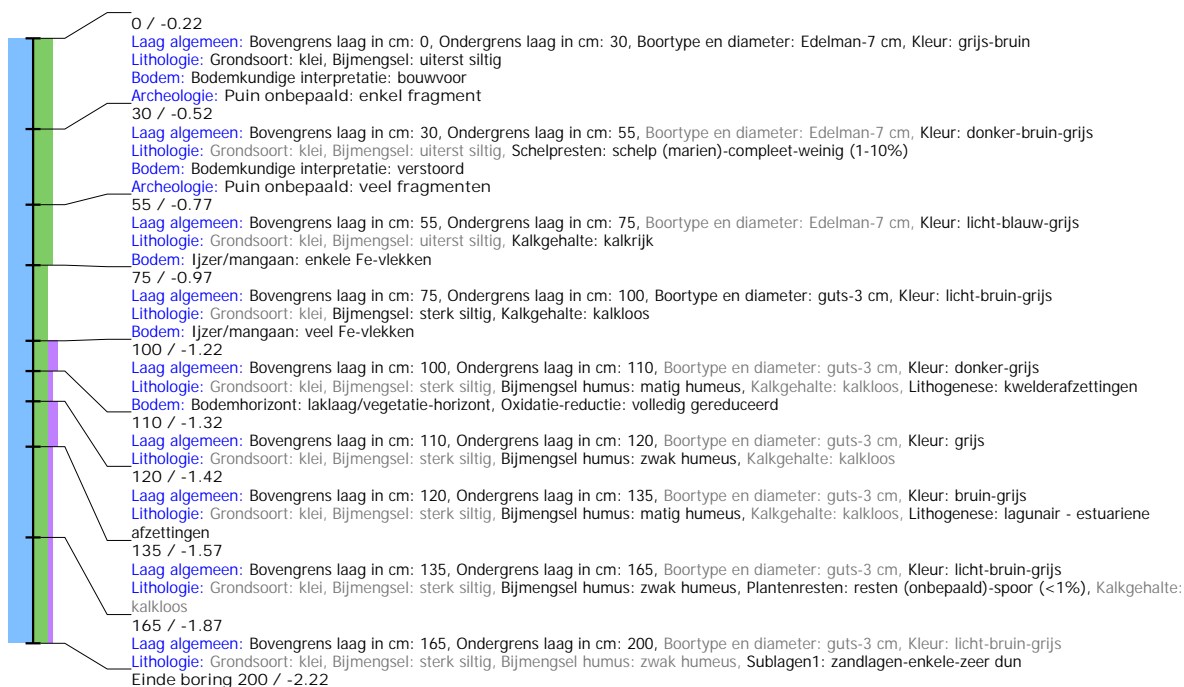 0 / -0.22
Laag algemeen: Bovengrens laag in cm: 0, Ondergrens laag in cm: 30, Boortype en diameter: Edelman-7 cm, Kleur: grijs-bruin
Lithologie: Grondsoort: klei, Bijmengsel: uiterst siltig
Bodem: Bodemkundige interpretatie: bouwvoor
Archeologie: Puin onbepaald: enkel fragment
30 / -0.52
Laag algemeen: Bovengrens laag in cm: 30, Ondergrens laag in cm: 55, Boortype en diameter: Edelman-7 cm, Kleur: donker-bruin-grijs
Lithologie: Grondsoort: klei, Bijmengsel: uiterst siltig, Schelpresten: schelp (marien)-compleet-weinig (1-10%)
Bodem: Bodemkundige interpretatie: verstoord
Archeologie: Puin onbepaald: veel fragmenten
55 / -0.77
Laag algemeen: Bovengrens laag in cm: 55, Ondergrens laag in cm: 75, Boortype en diameter: Edelman-7 cm, Kleur: licht-blauw-grijs
Lithologie: Grondsoort: klei, Bijmengsel: uiterst siltig, Kalkgehalte: kalkrijk
Bodem: Ijzer/mangaan: enkele Fe-vlekken
75 / -0.97
Laag algemeen: Bovengrens laag in cm: 75, Ondergrens laag in cm: 100, Boortype en diameter: guts-3 cm, Kleur: licht-bruin-grijs
Lithologie: Grondsoort: klei, Bijmengsel: sterk siltig, Kalkgehalte: kalkloos
Bodem: Ijzer/mangaan: veel Fe-vlekken
100 / -1.22
Laag algemeen: Bovengrens laag in cm: 100, Ondergrens laag in cm: 110, Boortype en diameter: guts-3 cm, Kleur: donker-grijs
Lithologie: Grondsoort: klei, Bijmengsel: sterk siltig, Bijmengsel humus: matig humeus, Kalkgehalte: kalkloos, Lithogenese: kwelderafzettingen
Bodem: Bodemhorizont: laklaag/vegetatie-horizont, Oxidatie-reductie: volledig gereduceerd
110 / -1.32
Laag algemeen: Bovengrens laag in cm: 110, Ondergrens laag in cm: 120, Boortype en diameter: guts-3 cm, Kleur: grijs
Lithologie: Grondsoort: klei, Bijmengsel: sterk siltig, Bijmengsel humus: zwak humeus, Kalkgehalte: kalkloos
120 / -1.42
Laag algemeen: Bovengrens laag in cm: 120, Ondergrens laag in cm: 135, Boortype en diameter: guts-3 cm, Kleur: bruin-grijs
Lithologie: Grondsoort: klei, Bijmengsel: sterk siltig, Bijmengsel humus: matig humeus, Kalkgehalte: kalkloos, Lithogenese: lagunair - estuariene
afzettingen
135 / -1.57
Laag algemeen: Bovengrens laag in cm: 135, Ondergrens laag in cm: 165, Boortype en diameter: guts-3 cm, Kleur: licht-bruin-grijs
Lithologie: Grondsoort: klei, Bijmengsel: sterk siltig, Bijmengsel humus: zwak humeus, Plantenresten: resten (onbepaald)-spoor (<1%), Kalkgehalte:
kalkloos
165 / -1.87
Laag algemeen: Bovengrens laag in cm: 165, Ondergrens laag in cm: 200, Boortype en diameter: guts-3 cm, Kleur: licht-bruin-grijs
Lithologie: Grondsoort: klei, Bijmengsel: sterk siltig, Bijmengsel humus: zwak humeus, Sublagen1: zandlagen-enkele-zeer dun
Einde boring 200 / -2.22